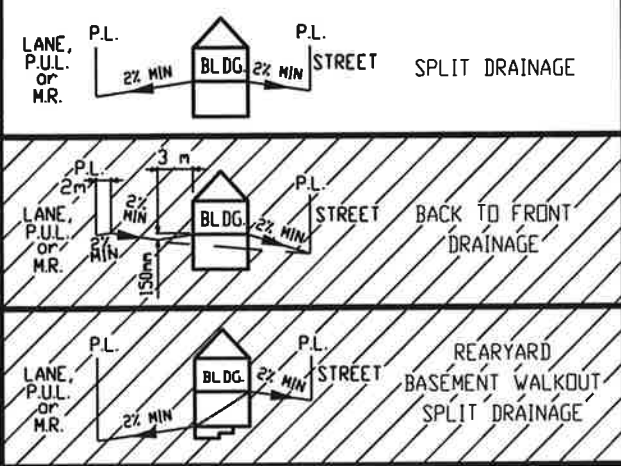 LANE,
P.U.L.
or
M.R.
P.L.
2% MIN
BLDG.
2% MIN
P.L.
STREET
SPLIT DRAINAGE
P.L.
2m
3 m
2%
MIN
LANE,
P.U.L.
or
M.R.
2%
MIN
150mm
BLDG.
2% MIN
P.L.
STREET
BACK TO FRONT
DRAINAGE
P.L.
LANE,
P.U.L.
or
M.R.
2% MIN
BLDG.
2% MIN
P.L.
STREET
REARYARD
BASEMENT WALKOUT
SPLIT DRAINAGE